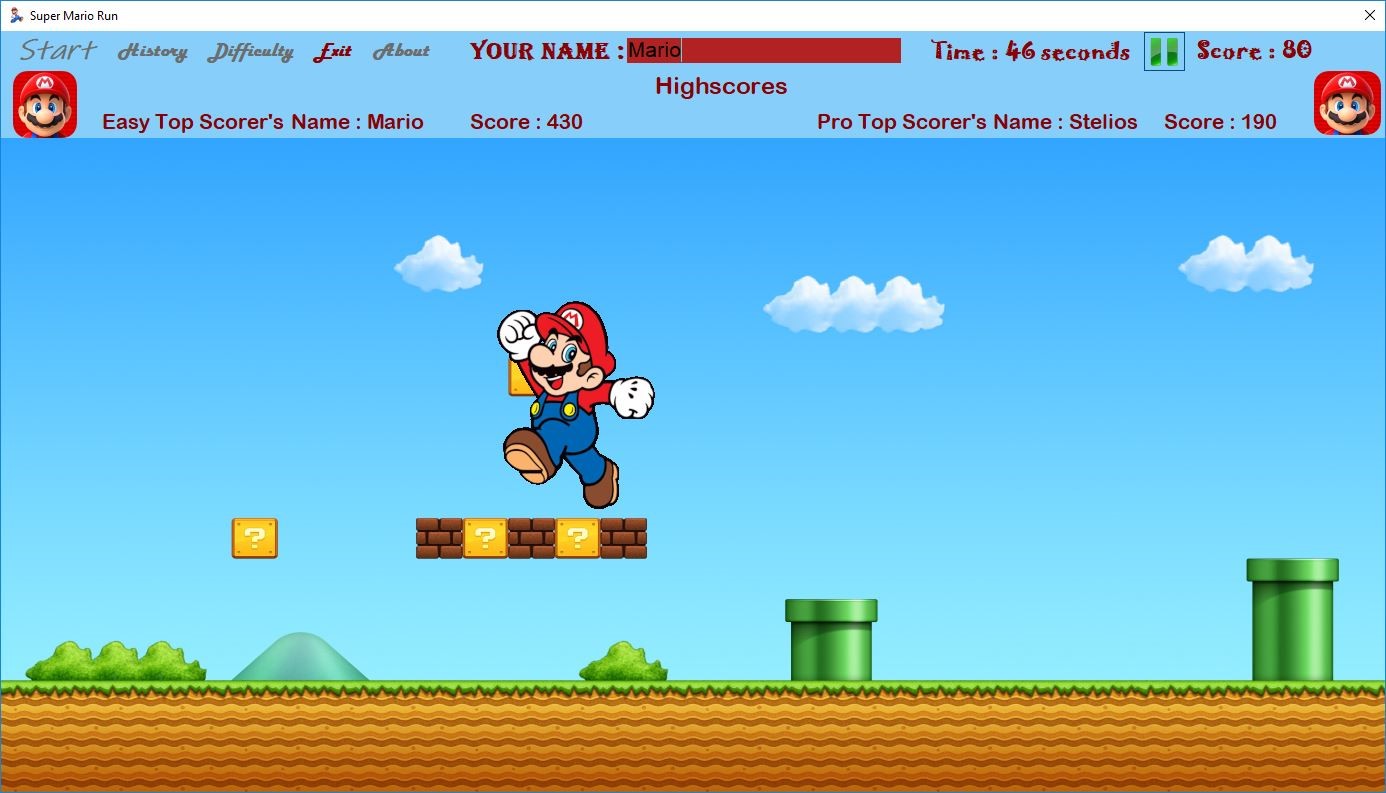 Super Mario Run
Start History Difficulty Exit About YOUR NAME : Mario Time : 46 seconds Score : 80
Highscores
Easy Top Scorer's Name : Mario Score : 430 Pro Top Scorer's Name : Stelios Score : 190
M M
M
?
? ? ?